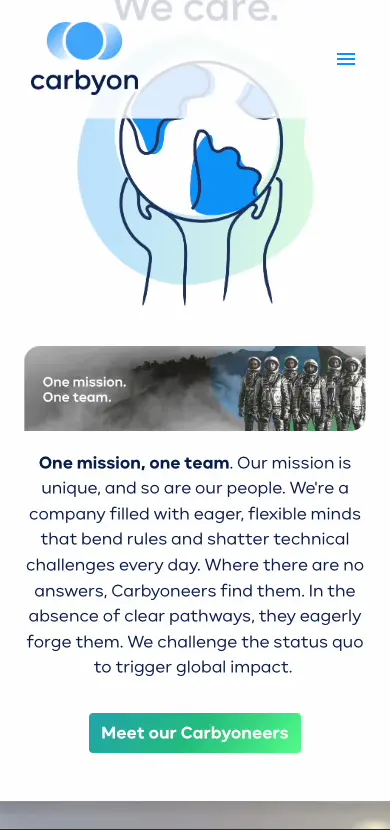 We care.
carbyon
One mission.
One team.
One mission, one team. Our mission is
unique, and so are our people. We're a
company filled with eager, flexible minds
that bend rules and shatter technical
challenges every day. Where there are no
answers, Carbyoneers find them. In the
absence of clear pathways, they eagerly
forge them. We challenge the status quo
to trigger global impact.
Meet our Carbyoneers